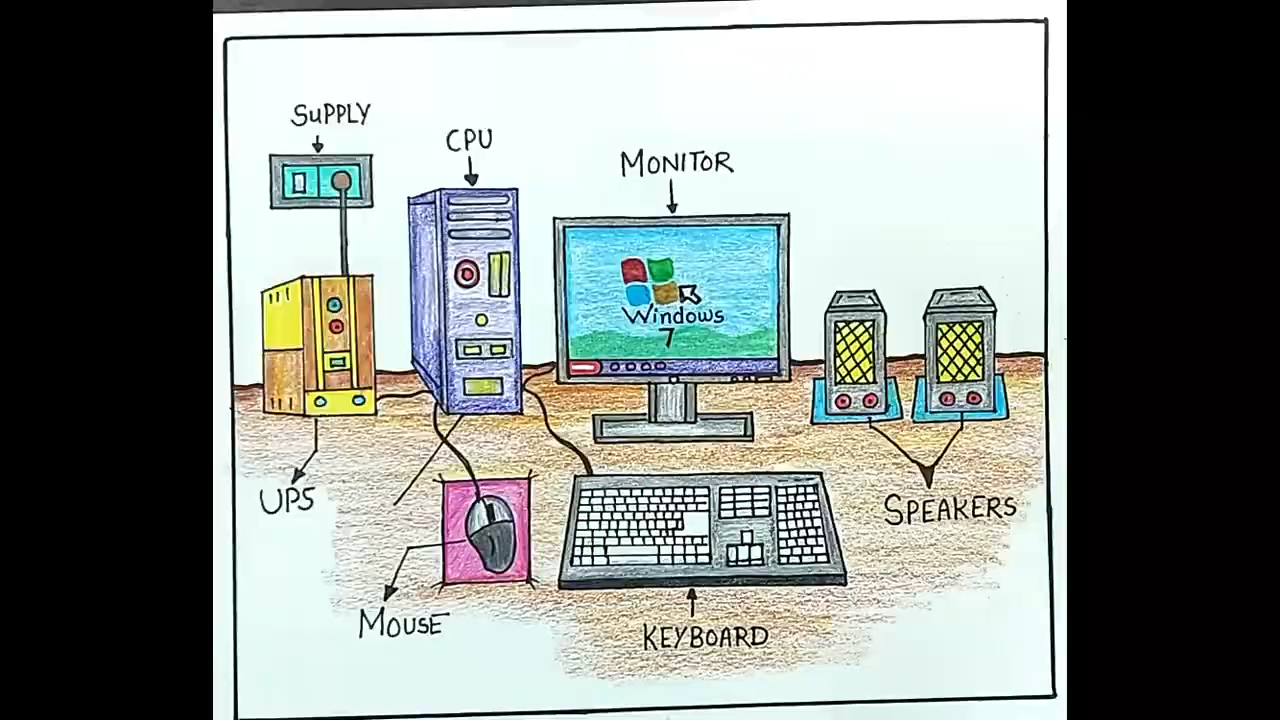 SUPPLY
CPU
MONITOR
Windows
7
UPS
SPEAKERS
MOUSE
KEYBOARD